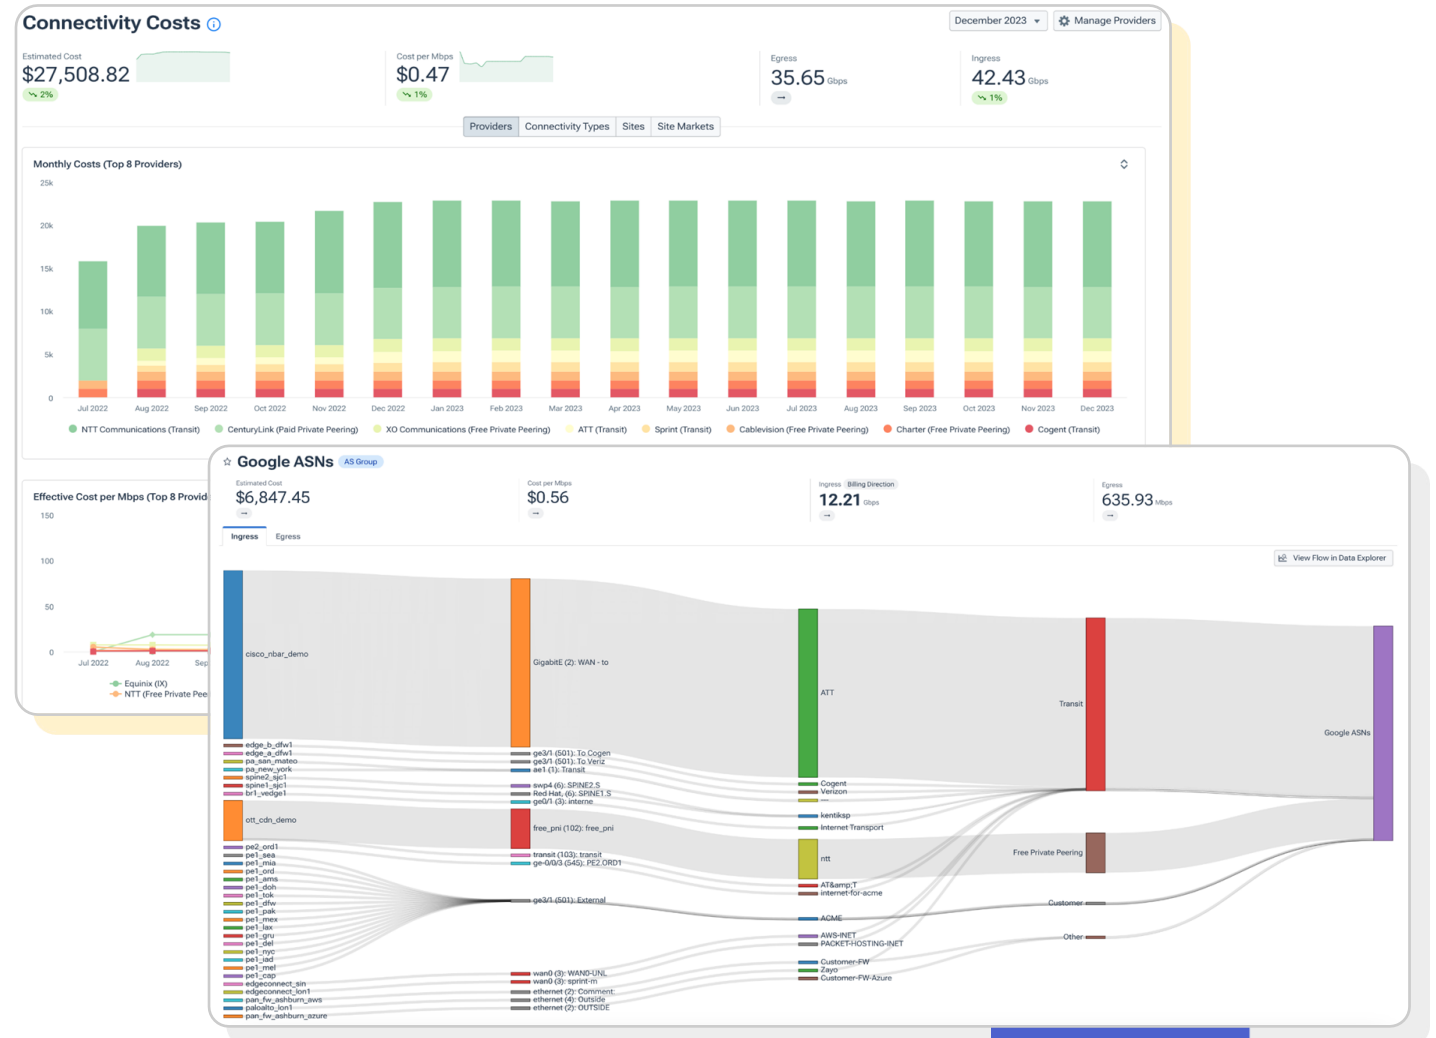 Connectivity Costs
December 2023
Manage Providers
Estimated Cost
$27,508.82
2%
Cost per Mbps
$0.47
1%
Egress
35.65 Gbps
Ingress
42.43 Gbps
1%
Providers Connectivity Types Sites Site Markets
Monthly Costs (Top 8 Providers)
25k
20k
15k
10k
5k
0
Jul 2022 Aug 2022 Sep 2022 Oct 2022 Nov 2022 Dec 2022 Jan 2023 Feb 2023 Mar 2023 Apr 2023 May 2023 Jun 2023 Jul 2023 Aug 2023 Sep 2023 Oct 2023 Nov 2023 Dec 2023
NTT Communications (Transit) CenturyLink (Paid Private Peering) XO Communications (Free Private Peering) ATT (Transit) Sprint (Transit) Cablevision (Free Private Peering) Charter (Free Private Peering) Cogent (Transit)
Effective Cost per Mbps (Top 8 Provid
150
100
50
0
Jul 2022 Aug 2022 Sep
Equinix (IX)
NTT (Free Private Pee
Google ASNs AS Group
Estimated Cost
$6,847.45
Cost per Mbps
$0.56
Ingress Billing Direction
12.21 Gbps
Egress
635.93 Mbps
Ingress Egress
View Flow in Data Explorer
cisco_nbar_demo
edge_b_dfw1
edge_a_dfw1
pa_san_mateo
pa_new_york
spine2_sjc1
spine1_sjc1
br1_vedge1
ott_cdn_demo
pe2_ord1
pe1_sea
pe1_mia
pe1_ord
pe1_ams
pe1_doh
pe1_tok
pe1_dfw
pe1_pak
pe1_mex
pe1_lax
pe1_gru
pe1_del
pe1_nyc
pe1_iad
pe1_mel
pe1_cap
edgeconnect_sin
edgeconnect_lon1
pan_fw_ashburn_aws
paloalto_lon1
pan_fw_ashburn_azure
GigabitE (2): WAN - to
ge3/1 (501): To Cogen
ge3/1 (501): To Veriz
ae1 (1): Transit
swp4 (6): SPINE2.S
Red Hat, (6): SPINE1.S
ge0/1 (3): interne
free_pni (102): free_pni
transit (103): transit
ge-0/0/3 (545): PE2.ORD1
ge3/1 (501): External
wan0 (3): WAN0-UNL
wan0 (3): sprint-m
ethernet (2): Comment:
ethernet (4): Outside
ethernet (2): OUTSIDE
ATT
Cogent
Verizon
---
kentiksp
Internet Transport
ntt
AT&amp;T
internet-for-acme
ACME
AWS-INET
PACKET-HOSTING-INET
Customer-FW
Zayo
Customer-FW-Azure
Transit
Free Private Peering
Customer
Other
Google ASNs